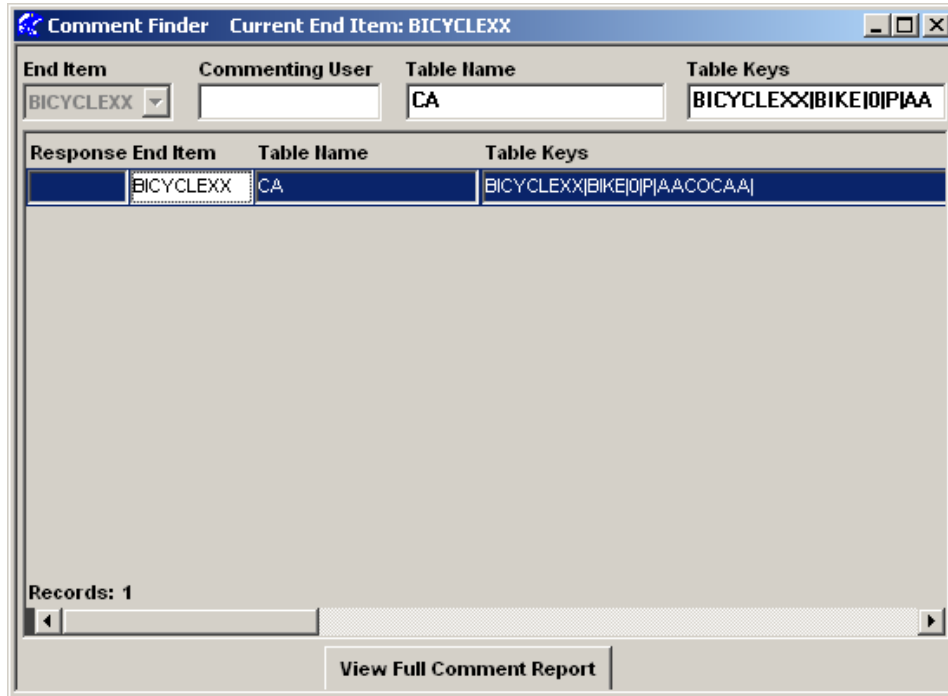 Comment Finder Current End Item: BICYCLEXX
End Item Commenting User Table Name Table Keys
BICYCLEXX CA BICYCLEXX|BIKE|0|P|AA
Response End Item Table Name Table Keys
BICYCLEXX CA BICYCLEXX|BIKE|0|P|AACOCAA|
Records: 1
View Full Comment Report